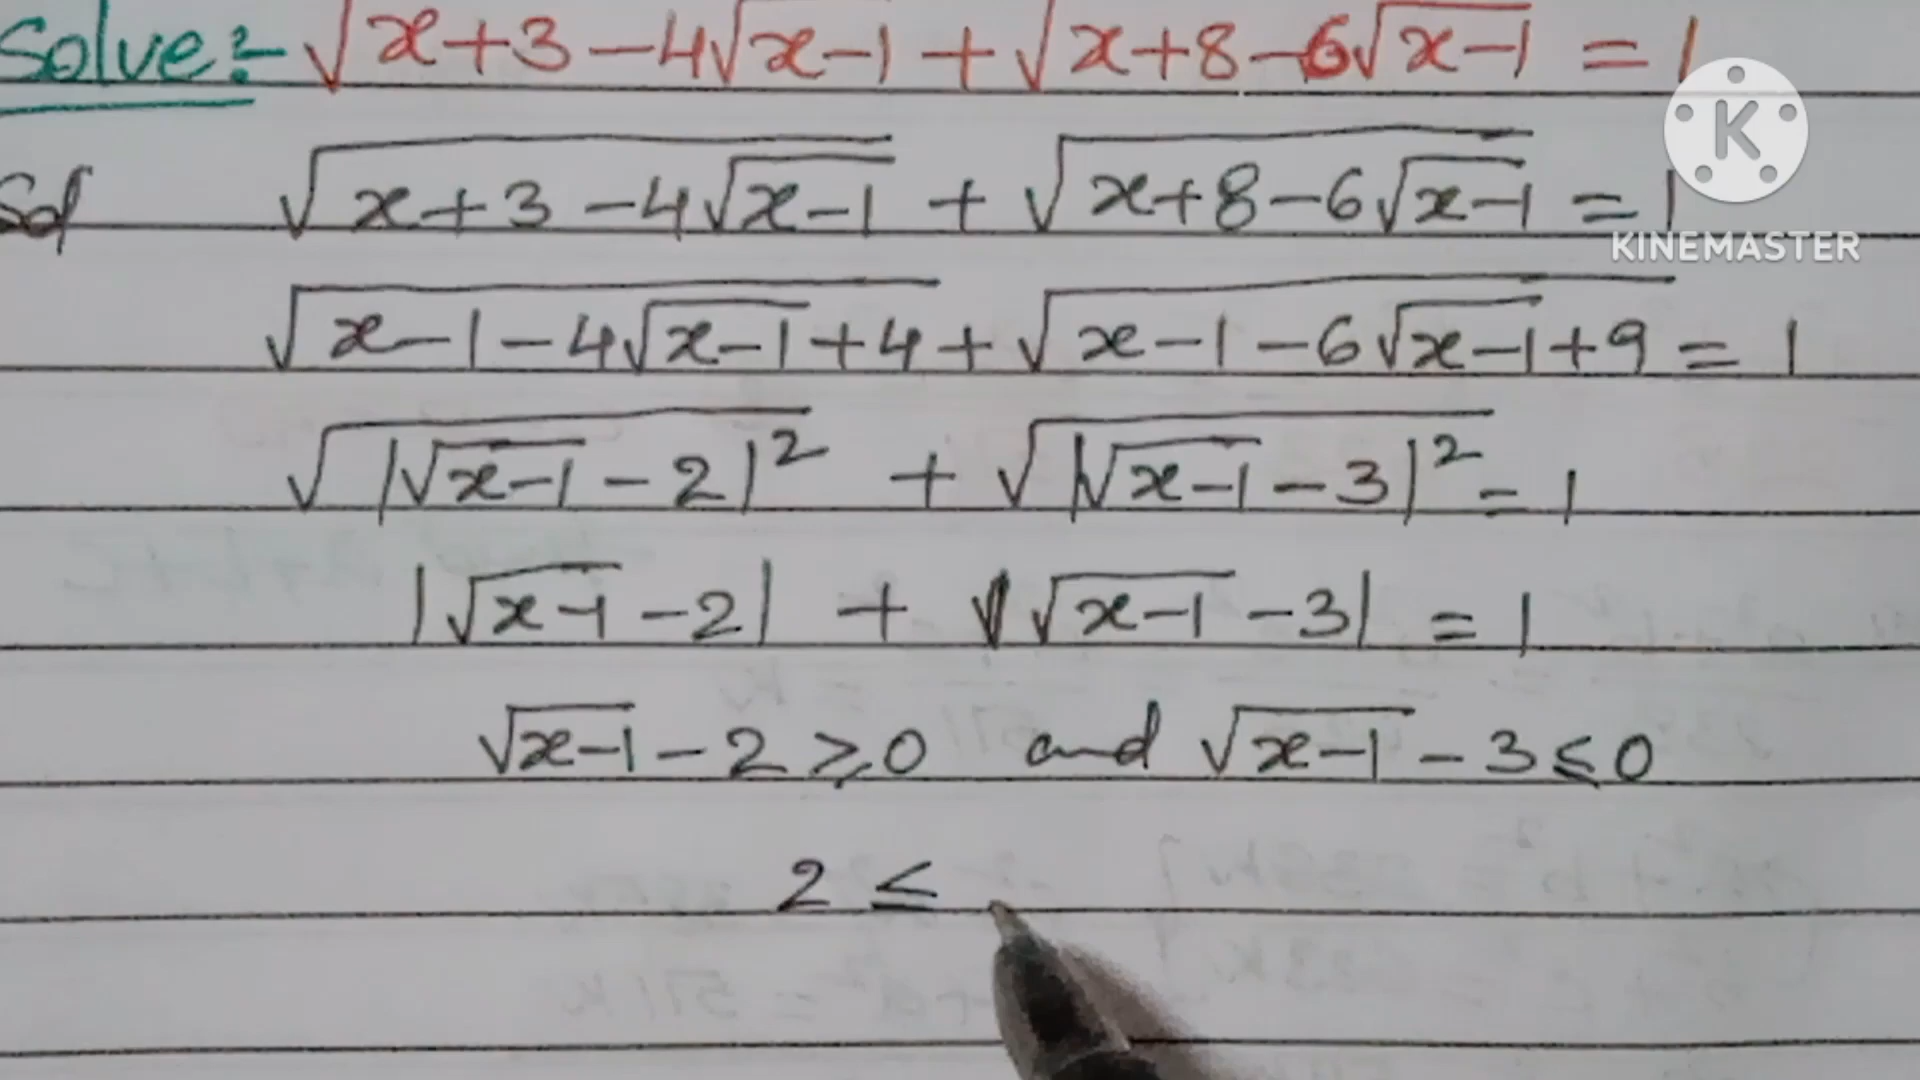 Solve:- √(x+3-4√(x-1)) + √(x+8-6√(x-1)) = 1
Sol √(x+3-4√(x-1)) + √(x+8-6√(x-1)) = 1
K
KINEMASTER
√(x-1-4√(x-1)+4) + √(x-1-6√(x-1)+9) = 1
√(|√(x-1)-2|²) + √(|√(x-1)-3|²) = 1
|√(x-1)-2| + |√(x-1)-3| = 1
√(x-1)-2≥0 and √(x-1)-3≤0
2 ≤